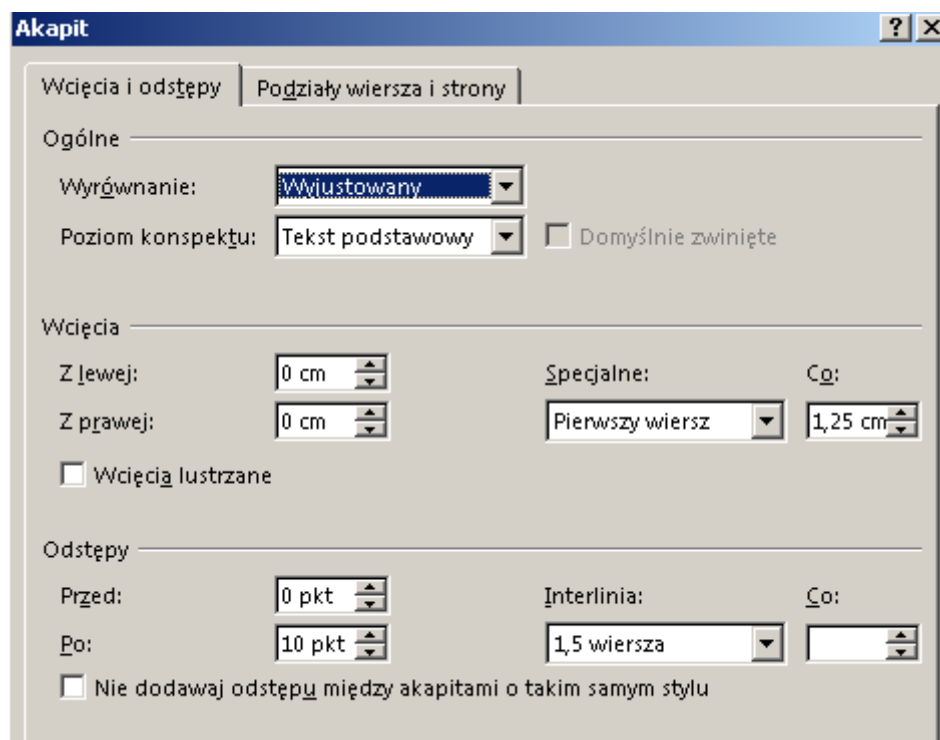 Akapit
Wcięcia i odstępy Podziały wiersza i strony
Ogólne
Wyrównanie: Wyjustowany
Poziom konspektu: Tekst podstawowy Domyślnie zwinięte
Wcięcia
Z lewej: 0 cm Specjalne: Co:
Z prawej: 0 cm Pierwszy wiersz 1,25 cm
Wcięcia lustrzane
Odstępy
Przed: 0 pkt Interlinia: Co:
Po: 10 pkt 1,5 wiersza
Nie dodawaj odstępu między akapitami o takim samym stylu